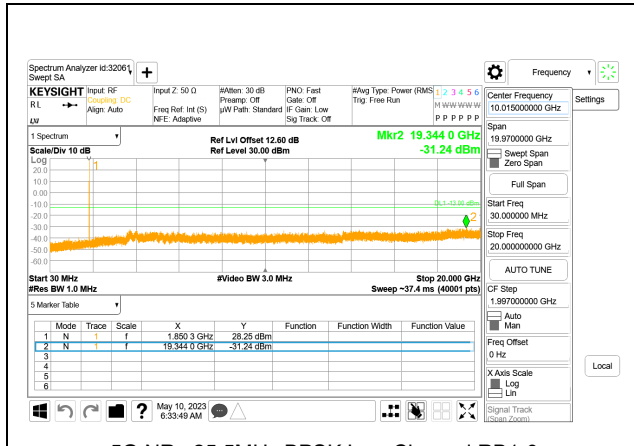 Spectrum Analyzer id:32061
Swept SA
+
Frequency
KEYSIGHT
RL
LXI
Input: RF
Coupling: DC
Align: Auto
Input Z: 50 Ω
Freq Ref: Int (S)
NFE: Adaptive
#Atten: 30 dB
Preamp: Off
µW Path: Standard
PNO: Fast
Gate: Off
IF Gain: Low
Sig Track: Off
#Avg Type: Power (RMS
Trig: Free Run
1 2 3 4 5 6
M W W W W W
P P P P P P
Center Frequency
10.015000000 GHz
Settings
Span
19.9700000 GHz
Swept Span
Zero Span
Full Span
Start Freq
30.000000 MHz
Stop Freq
20.000000000 GHz
AUTO TUNE
CF Step
1.997000000 GHz
Auto
Man
Freq Offset
0 Hz
X Axis Scale
Log
Lin
Signal Track
(Span Zoom)
Local
1 Spectrum
Scale/Div 10 dB
Ref Lvl Offset 12.60 dB
Ref Level 30.00 dBm
Mkr2 19.344 0 GHz
-31.24 dBm
Log
20.0
10.0
0.00
-10.0
-20.0
-30.0
-40.0
-50.0
-60.0
1
DL1 -13.00 dBm
2
Start 30 MHz
#Res BW 1.0 MHz
#Video BW 3.0 MHz
Stop 20.000 GHz
Sweep ~37.4 ms (40001 pts)
5 Marker Table
Mode Trace Scale X Y Function Function Width Function Value
1 N 1 f 1.850 3 GHz 28.25 dBm
2 N 1 f 19.344 0 GHz -31.24 dBm
3
4
5
6
?
May 10, 2023
6:33:49 AM